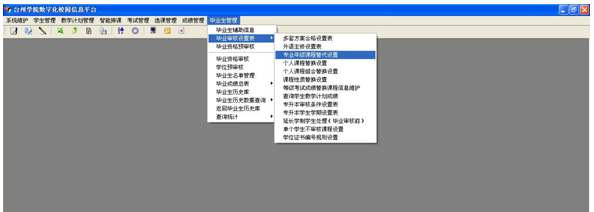 台州学院数字化校园信息平台
系统维护 学生管理 教学计划管理 智能排课 考试管理 选课管理 成绩管理 毕业生管理
毕业生辅助信息
毕业审核设置表
毕业资格预审核
毕业资格审核
学位预审核
毕业生名单管理
毕业成绩总表
毕业生历史库
毕业生历史数据查询
返回毕业生历史库
查询统计
多套方案合格设置表
外语主修设置表
专业年级课程替代设置
个人课程替换设置
个人课程组合替换设置
课程性质替换设置
等级考试成绩替换课程信息维护
查询学生教学计划成绩
专升本审核条件设置表
专升本学生学期设置表
延长学制学生处理(毕业审核前)
单个学生不审核课程设置
学位证书编号规则设置